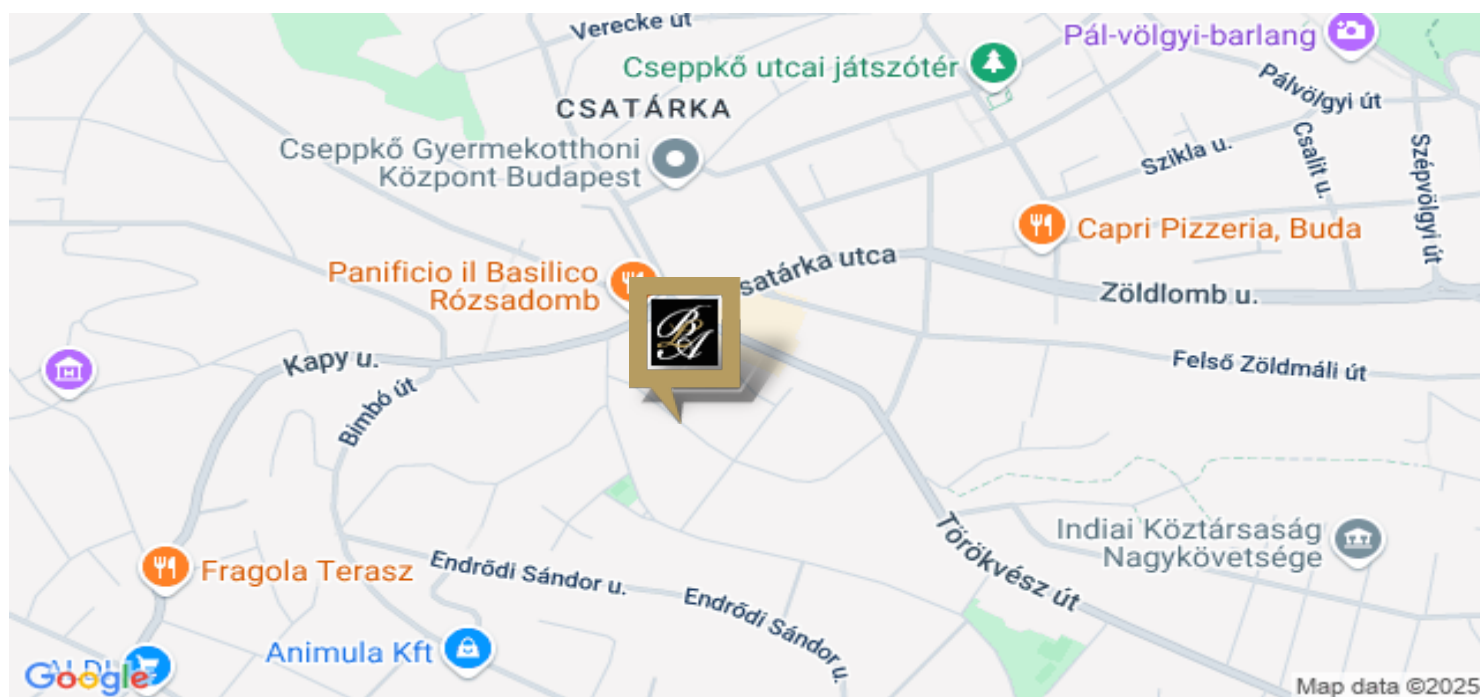 Verecke út
Pál-völgyi-barlang
Cseppkő utcai játszótér
Pálvölgyi út
CSATÁRKA
Cseppkő Gyermekotthoni
Központ Budapest
Szikla u.
Csalit u.
Szépvölgyi út
Capri Pizzeria, Buda
Panificio il Basilico
Rózsadomb
satárka utca
Zöldlomb u.
BLA
Kapy u.
Felső Zöldmáli út
Bimbó út
Indiai Köztársaság
Nagykövetsége
Törökvész út
Fragola Terasz
Endrődi Sándor u.
Endrődi Sándor u.
Animula Kft
Google
Map data ©2025